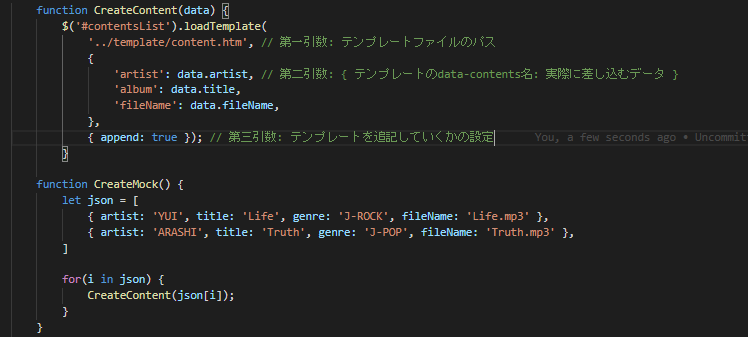 function CreateContent(data) {
$('#contentsList').loadTemplate(
'../template/content.htm', // 第一引数: テンプレートファイルのパス
{
'artist': data.artist, // 第二引数: { テンプレートのdata-contents名: 実際に差し込むデータ }
'album': data.title,
'fileName': data.fileName,
},
{ append: true }); // 第三引数: テンプレートを追記していくかの設定 You, a few seconds ago • Uncommitt
}
function CreateMock() {
let json = [
{ artist: 'YUI', title: 'Life', genre: 'J-ROCK', fileName: 'Life.mp3' },
{ artist: 'ARASHI', title: 'Truth', genre: 'J-POP', fileName: 'Truth.mp3' },
]
for(i in json) {
CreateContent(json[i]);
}
}